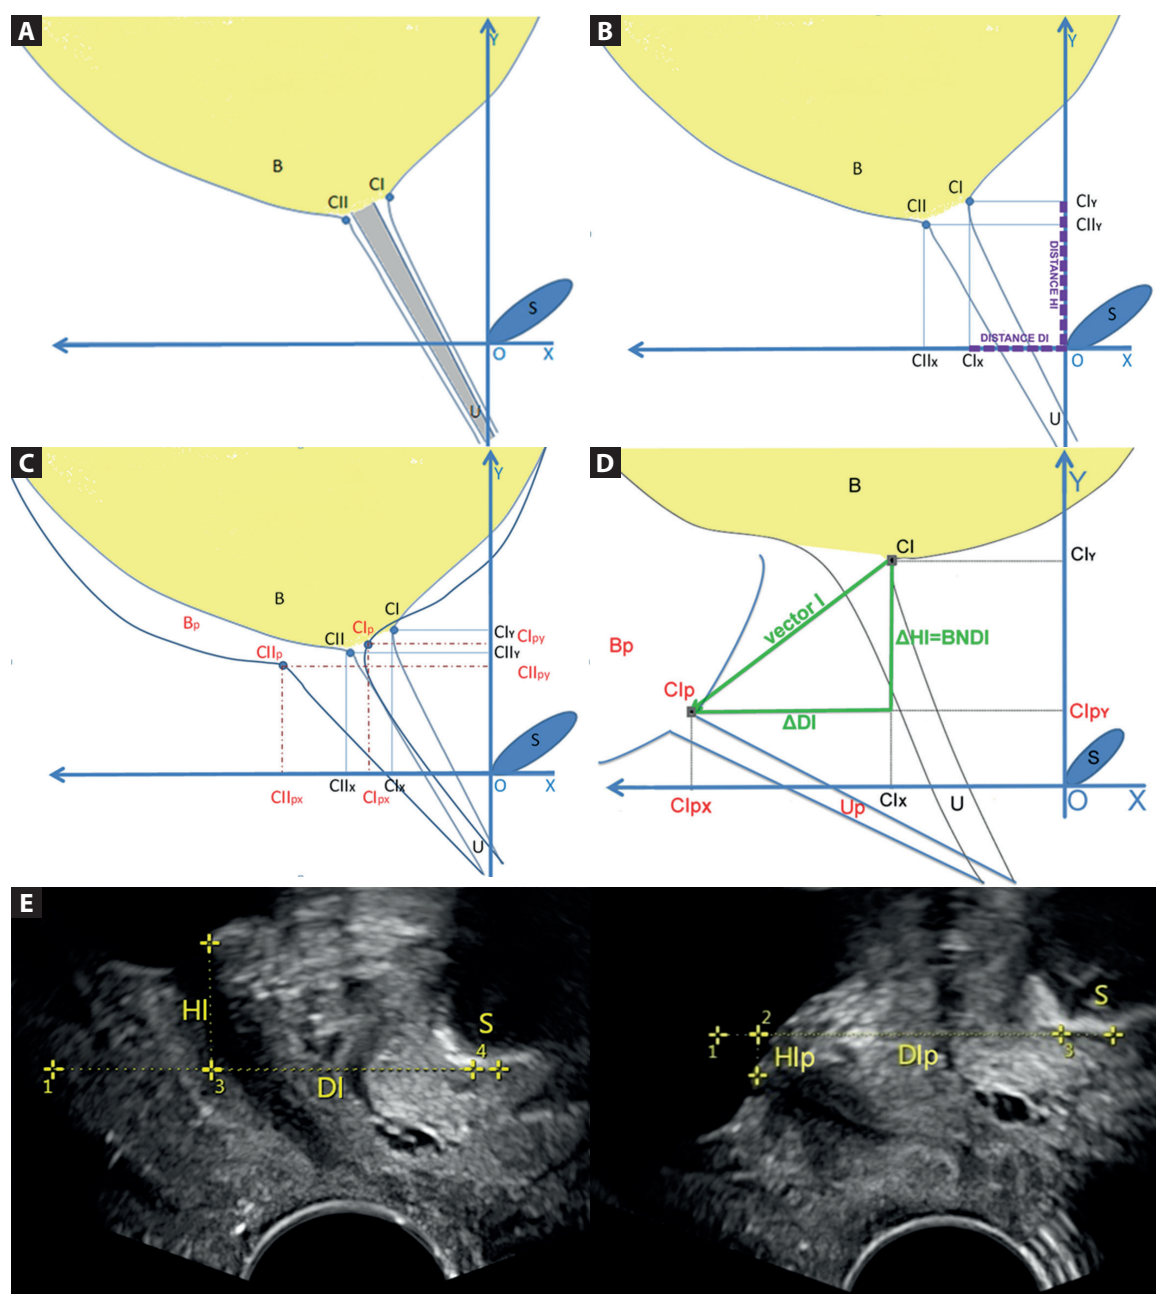 A
Y
B
CI
CII
S
O
X
U
B
Y
B
CI
CII
CIY
CIIY
DISTANCE HI
S
DISTANCE DI
CIIX
CIX
O
X
U
C
Y
B
Bp
CI
CIp
CII
CIY
CIpy
CIIY
CIIp
CIIpy
S
CIIpx
CIIX
CIpx
CIX
O
X
U
D
B
Y
CI
CIY
vector I
ΔHI=BNDI
Bp
CIp
ΔDI
CIpY
S
CIpx
Up
CIX
U
O
X
E
HI
S
4
1
3
DI
S
2
1
3
HIp
DIp